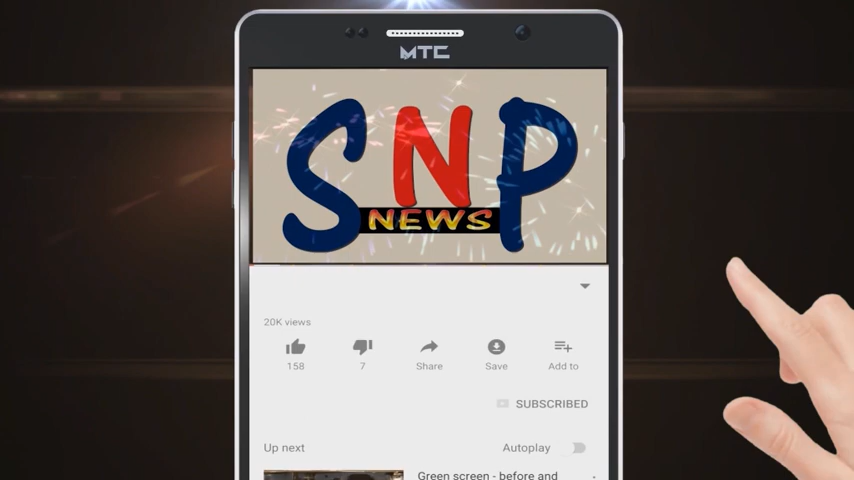 MTC
SNP
NEWS
20K views
158
7
Share
Save
Add to
SUBSCRIBED
Up next
Autoplay
Green screen - before and